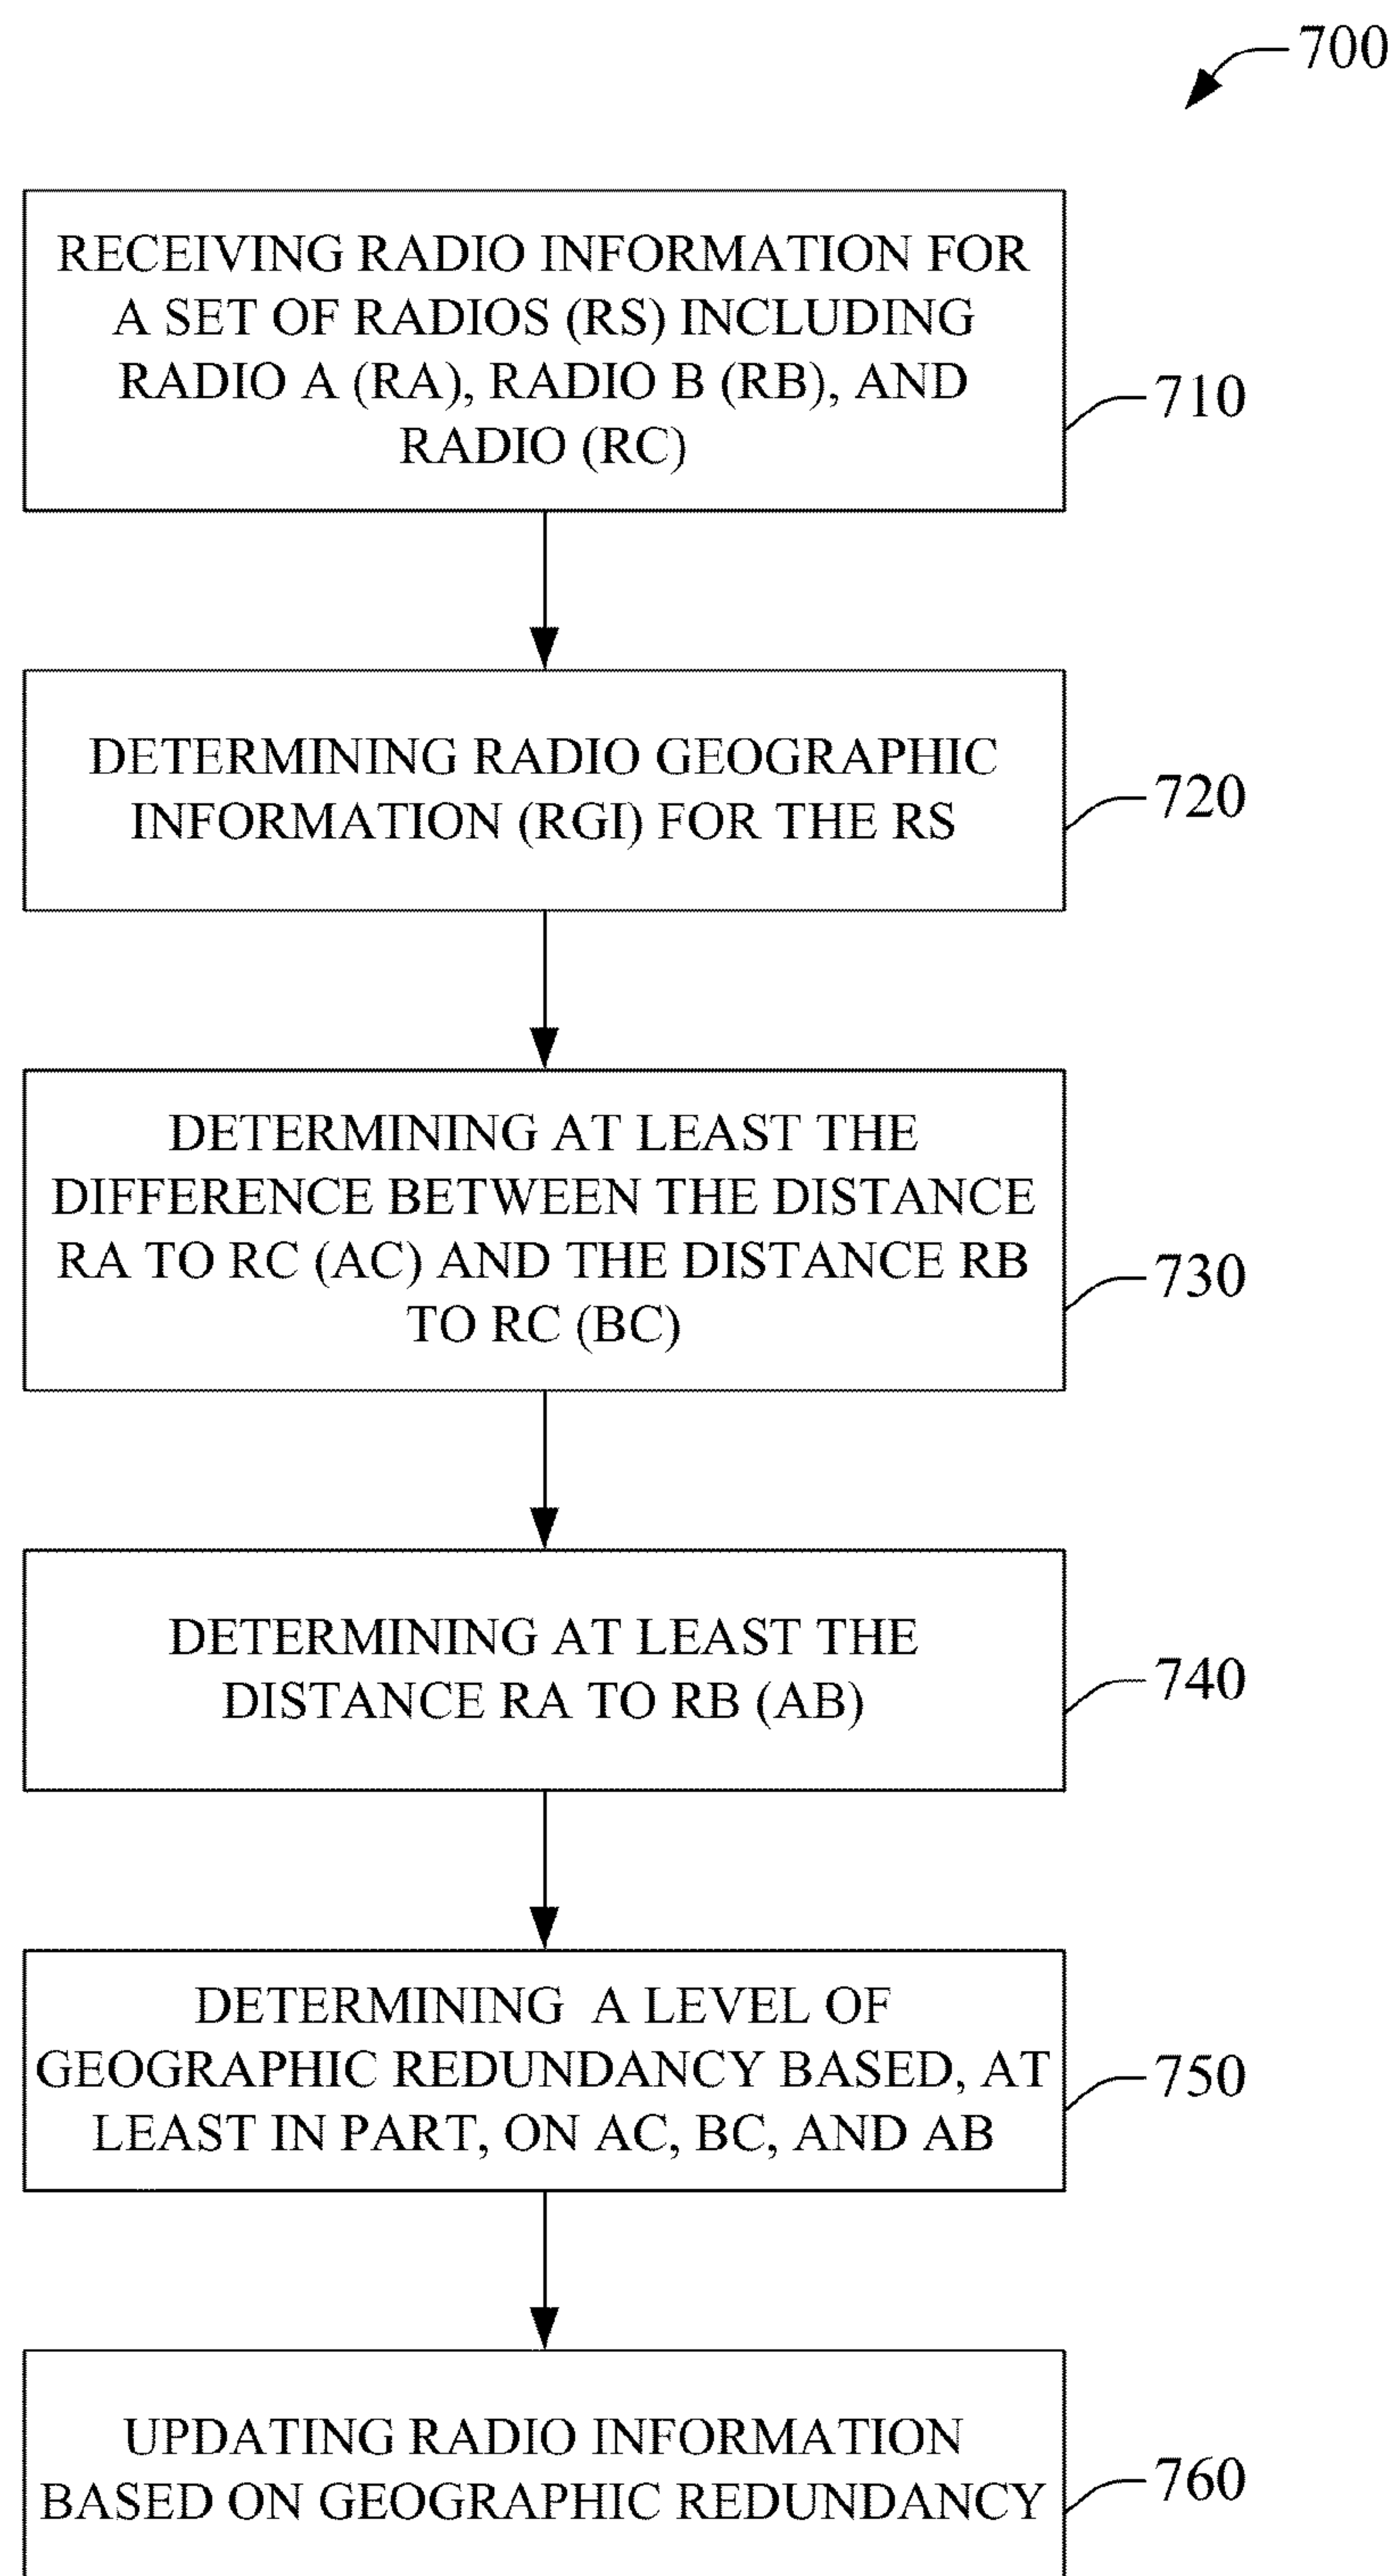 700
RECEIVING RADIO INFORMATION FOR
A SET OF RADIOS (RS) INCLUDING
RADIO A (RA), RADIO B (RB), AND
RADIO (RC)
710
DETERMINING RADIO GEOGRAPHIC
INFORMATION (RGI) FOR THE RS
720
DETERMINING AT LEAST THE
DIFFERENCE BETWEEN THE DISTANCE
RA TO RC (AC) AND THE DISTANCE RB
TO RC (BC)
730
DETERMINING AT LEAST THE
DISTANCE RA TO RB (AB)
740
DETERMINING A LEVEL OF
GEOGRAPHIC REDUNDANCY BASED, AT
LEAST IN PART, ON AC, BC, AND AB
750
UPDATING RADIO INFORMATION
BASED ON GEOGRAPHIC REDUNDANCY
760